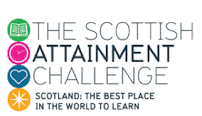 THE SCOTTISH
ATTAINMENT
CHALLENGE
SCOTLAND: THE BEST PLACE
IN THE WORLD TO LEARN